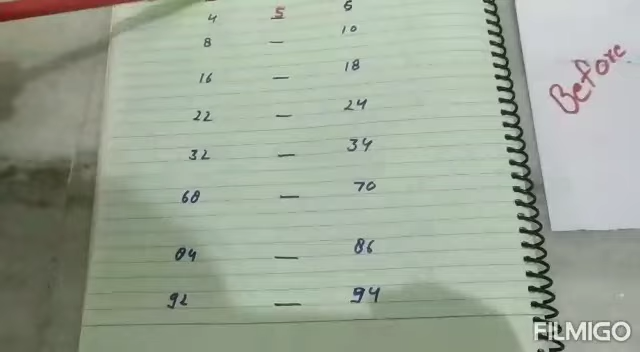 4 5 6
8 — 10
16 — 18
22 — 24
32 — 34
68 — 70
84 — 86
92 — 94
Before
FILMIGO